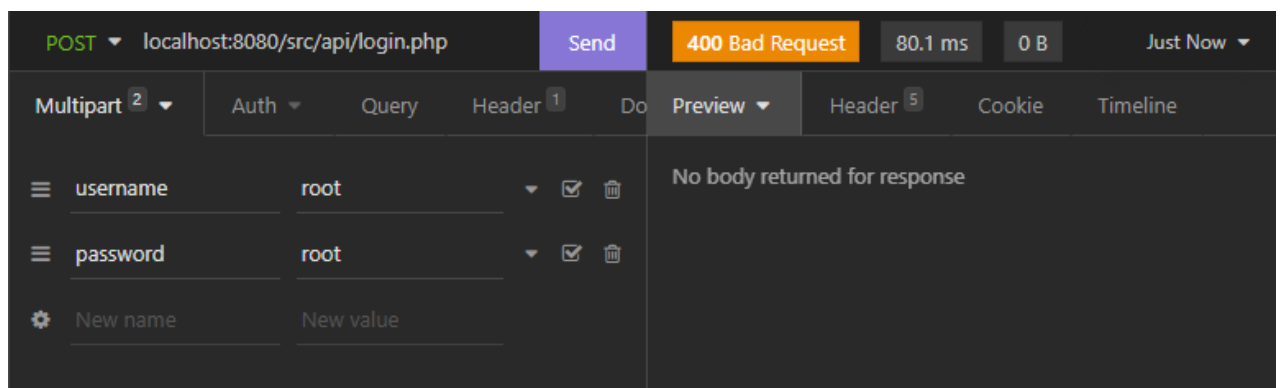 POST localhost:8080/src/api/login.php Send 400 Bad Request 80.1 ms 0 B Just Now
Multipart 2 Auth Query Header 1 Do Preview Header 5 Cookie Timeline
username root No body returned for response
password root
New name New value